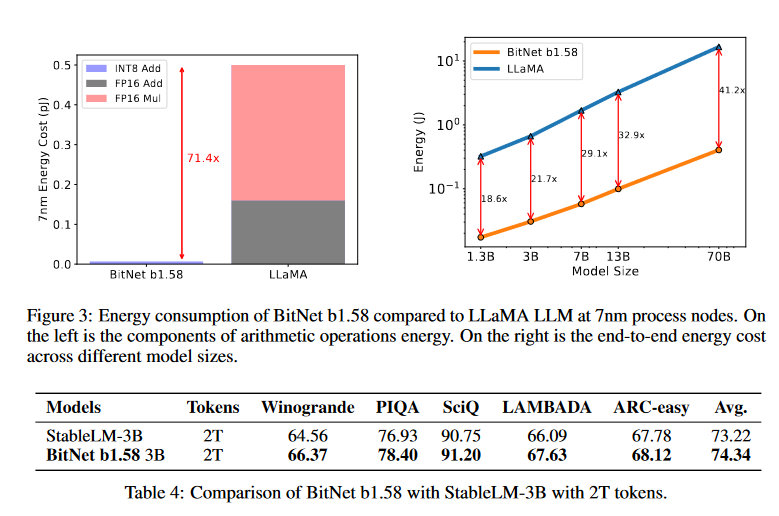 7nm Energy Cost (pJ)
0.5
0.4
0.3
0.2
0.1
0.0
INT8 Add
FP16 Add
FP16 Mul
71.4x
BitNet b1.58
LLaMA
Energy (J)
10¹
10⁰
10⁻¹
BitNet b1.58
LLaMA
18.6x
21.7x
29.1x
32.9x
41.2x
1.3B
3B
7B
13B
70B
Model Size
Figure 3: Energy consumption of BitNet b1.58 compared to LLaMA LLM at 7nm process nodes. On
the left is the components of arithmetic operations energy. On the right is the end-to-end energy cost
across different model sizes.
Models Tokens Winogrande PIQA SciQ LAMBADA ARC-easy Avg.
StableLM-3B 2T 64.56 76.93 90.75 66.09 67.78 73.22
BitNet b1.58 3B 2T 66.37 78.40 91.20 67.63 68.12 74.34
Table 4: Comparison of BitNet b1.58 with StableLM-3B with 2T tokens.